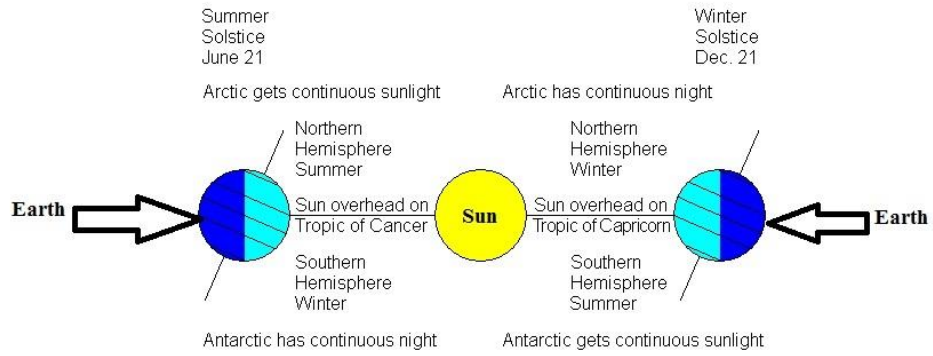 Summer
Solstice
June 21
Winter
Solstice
Dec. 21
Arctic gets continuous sunlight
Arctic has continuous night
Northern
Hemisphere
Summer
Northern
Hemisphere
Winter
Earth
Sun overhead on
Tropic of Cancer
Sun
Sun overhead on
Tropic of Capricorn
Earth
Southern
Hemisphere
Winter
Southern
Hemisphere
Summer
Antarctic has continuous night
Antarctic gets continuous sunlight